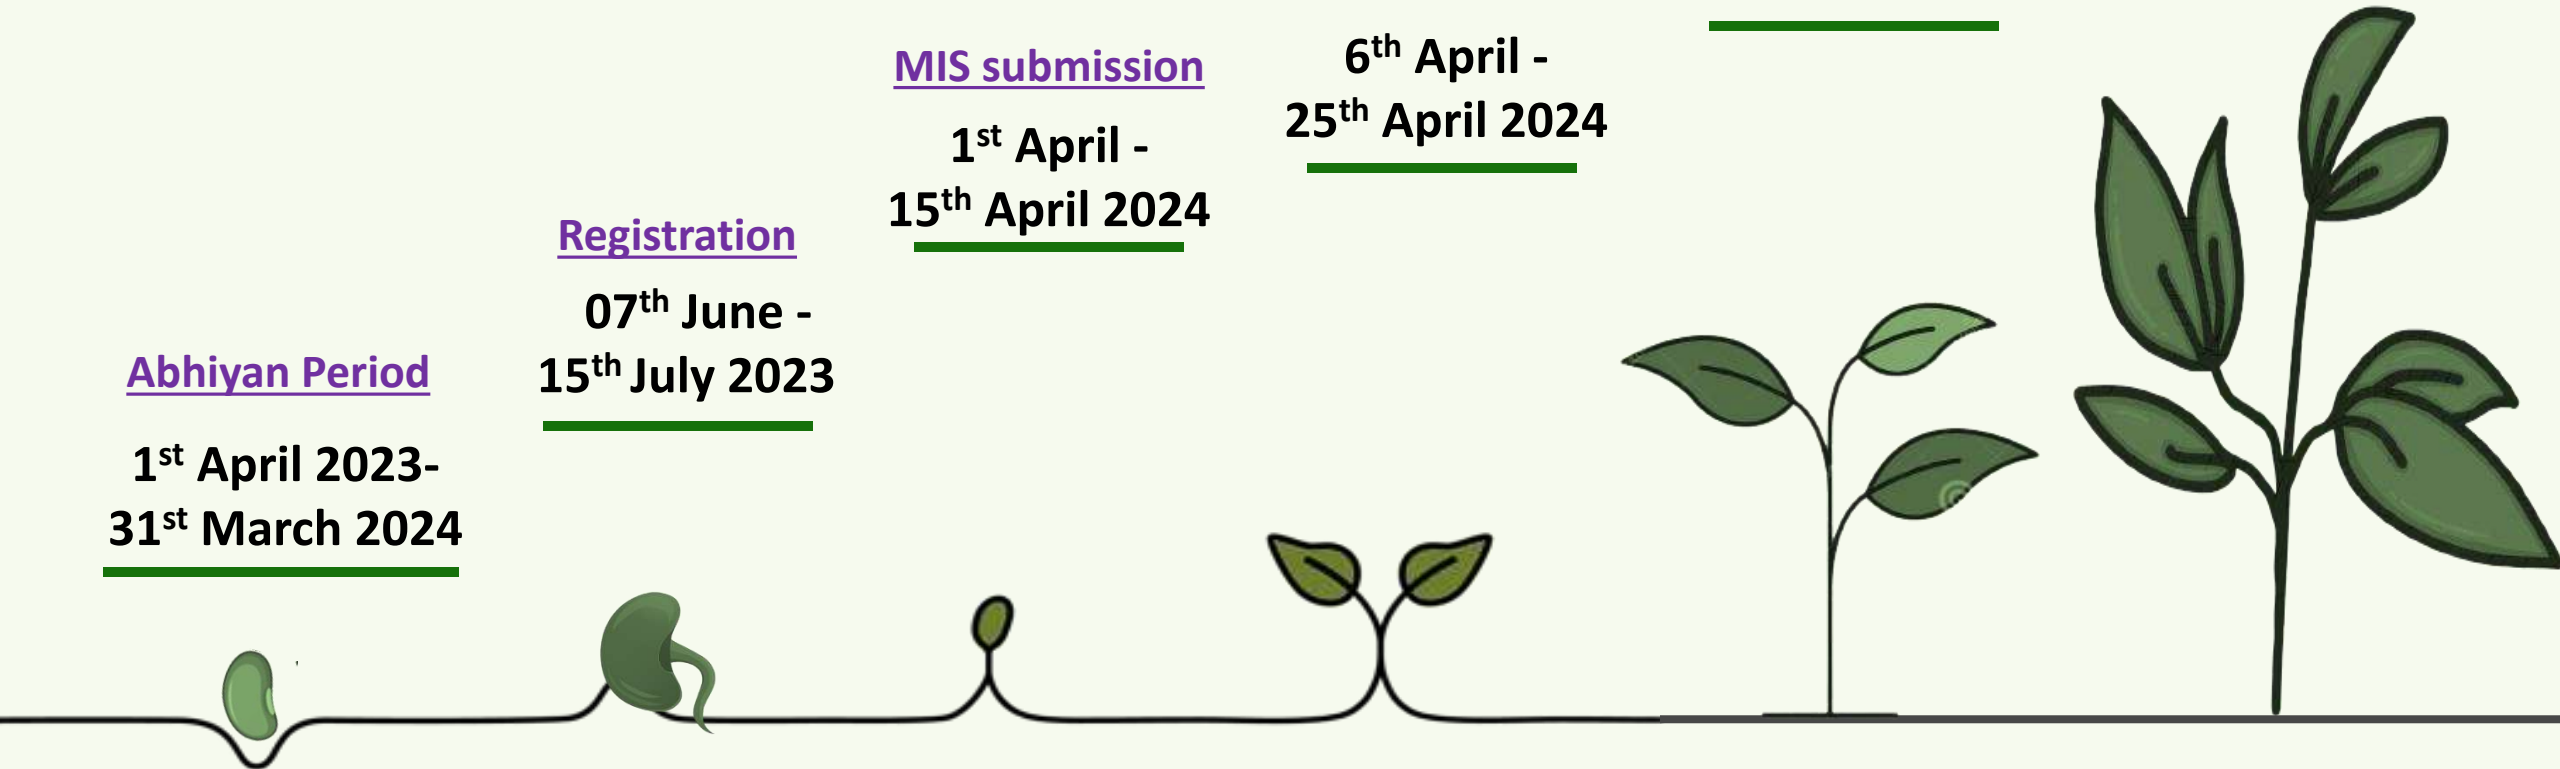 Abhiyan Period
1st April 2023-
31st March 2024
Registration
07th June -
15th July 2023
MIS submission
1st April -
15th April 2024
6th April -
25th April 2024